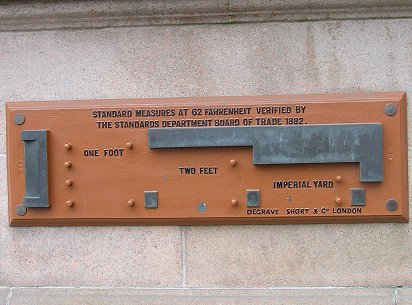 STANDARD MEASURES AT 62 FAHRENHEIT VERIFIED BY
THE STANDARDS DEPARTMENT BOARD OF TRADE 1882.
ONE FOOT
TWO FEET
IMPERIAL YARD
DEGRAVE SHORT & Co LONDON